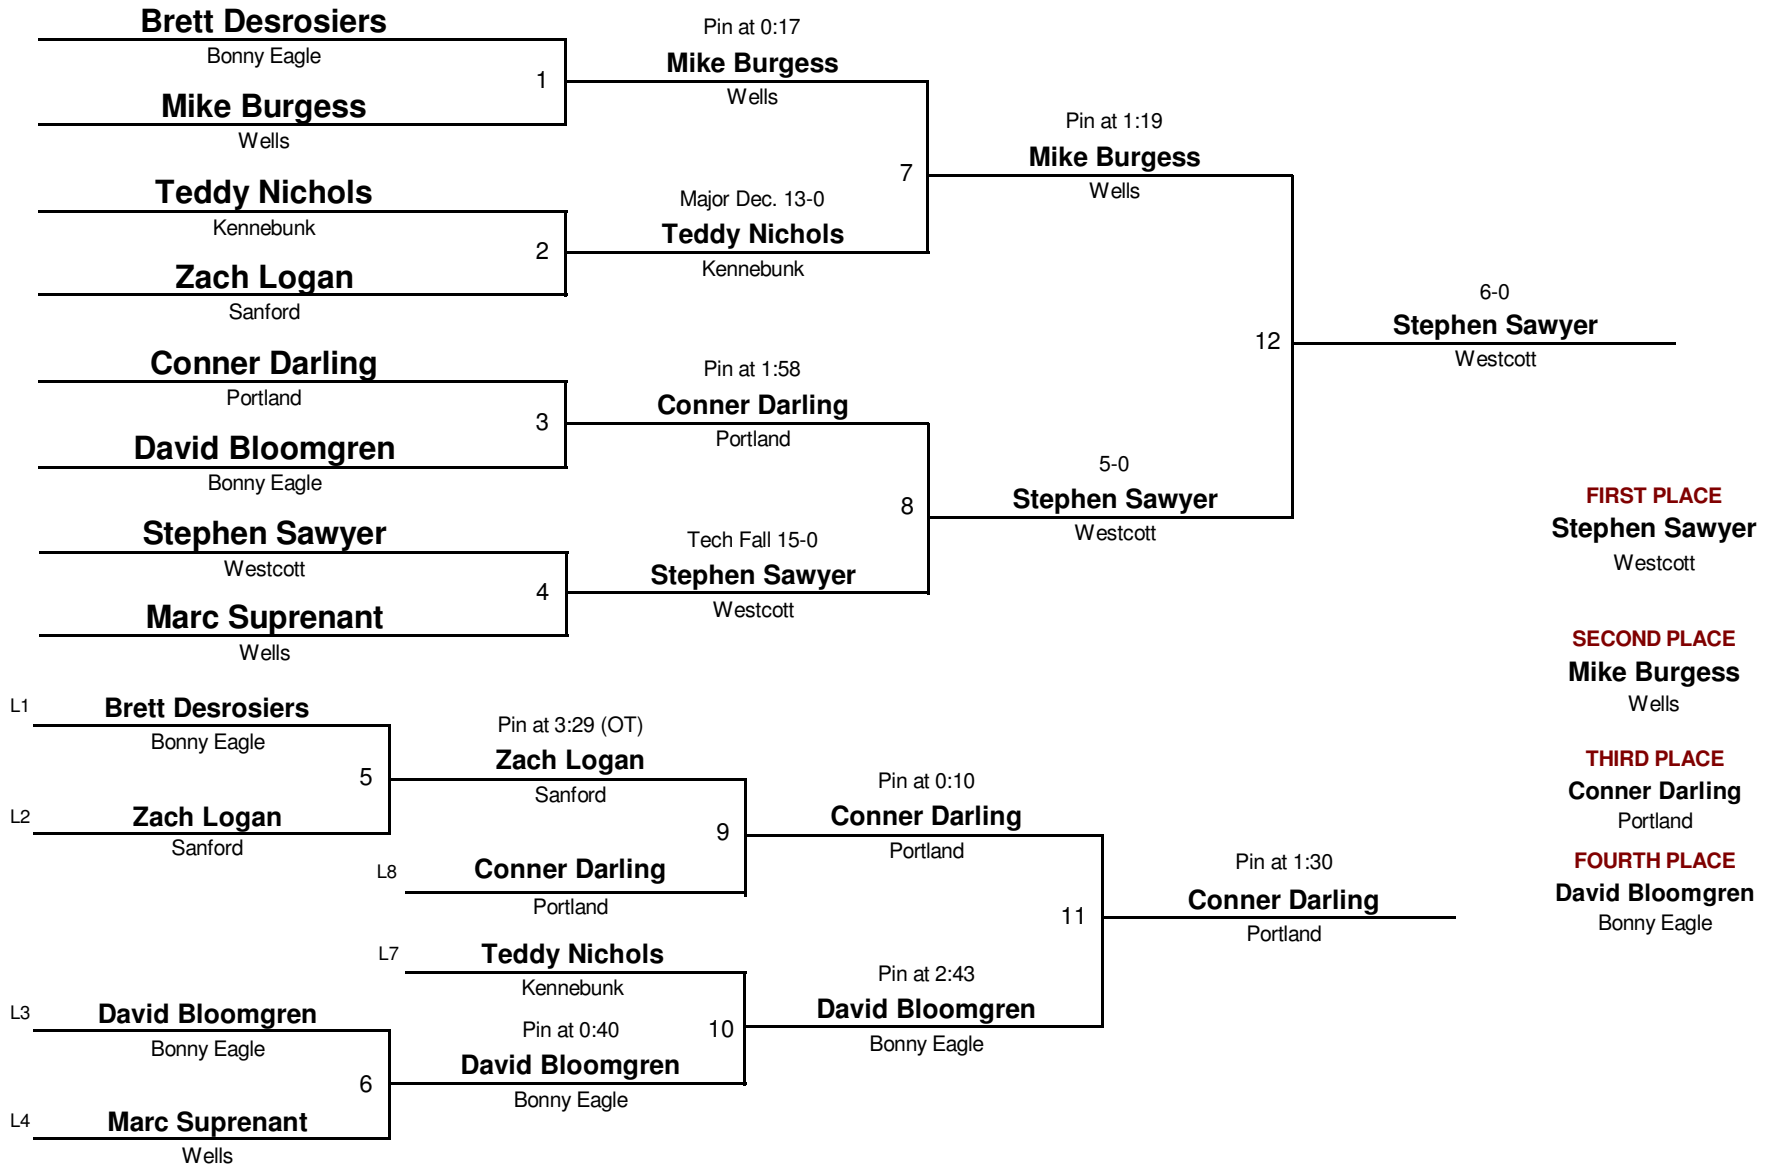 Brett Desrosiers
Bonny Eagle
1
Mike Burgess
Wells
Pin at 0:17
Mike Burgess
Wells
Teddy Nichols
Kennebunk
2
Zach Logan
Sanford
Major Dec. 13-0
Teddy Nichols
Kennebunk
7
Pin at 1:19
Mike Burgess
Wells
Conner Darling
Portland
3
David Bloomgren
Bonny Eagle
Pin at 1:58
Conner Darling
Portland
Stephen Sawyer
Westcott
4
Marc Suprenant
Wells
Tech Fall 15-0
Stephen Sawyer
Westcott
8
5-0
Stephen Sawyer
Westcott
12
6-0
Stephen Sawyer
Westcott
FIRST PLACE
Stephen Sawyer
Westcott
SECOND PLACE
Mike Burgess
Wells
THIRD PLACE
Conner Darling
Portland
FOURTH PLACE
David Bloomgren
Bonny Eagle
L1
Brett Desrosiers
Bonny Eagle
5
L2
Zach Logan
Sanford
Pin at 3:29 (OT)
Zach Logan
Sanford
9
L8
Conner Darling
Portland
Pin at 0:10
Conner Darling
Portland
L7
Teddy Nichols
Kennebunk
L3
David Bloomgren
Bonny Eagle
6
L4
Marc Suprenant
Wells
Pin at 0:40
David Bloomgren
Bonny Eagle
10
Pin at 2:43
David Bloomgren
Bonny Eagle
11
Pin at 1:30
Conner Darling
Portland